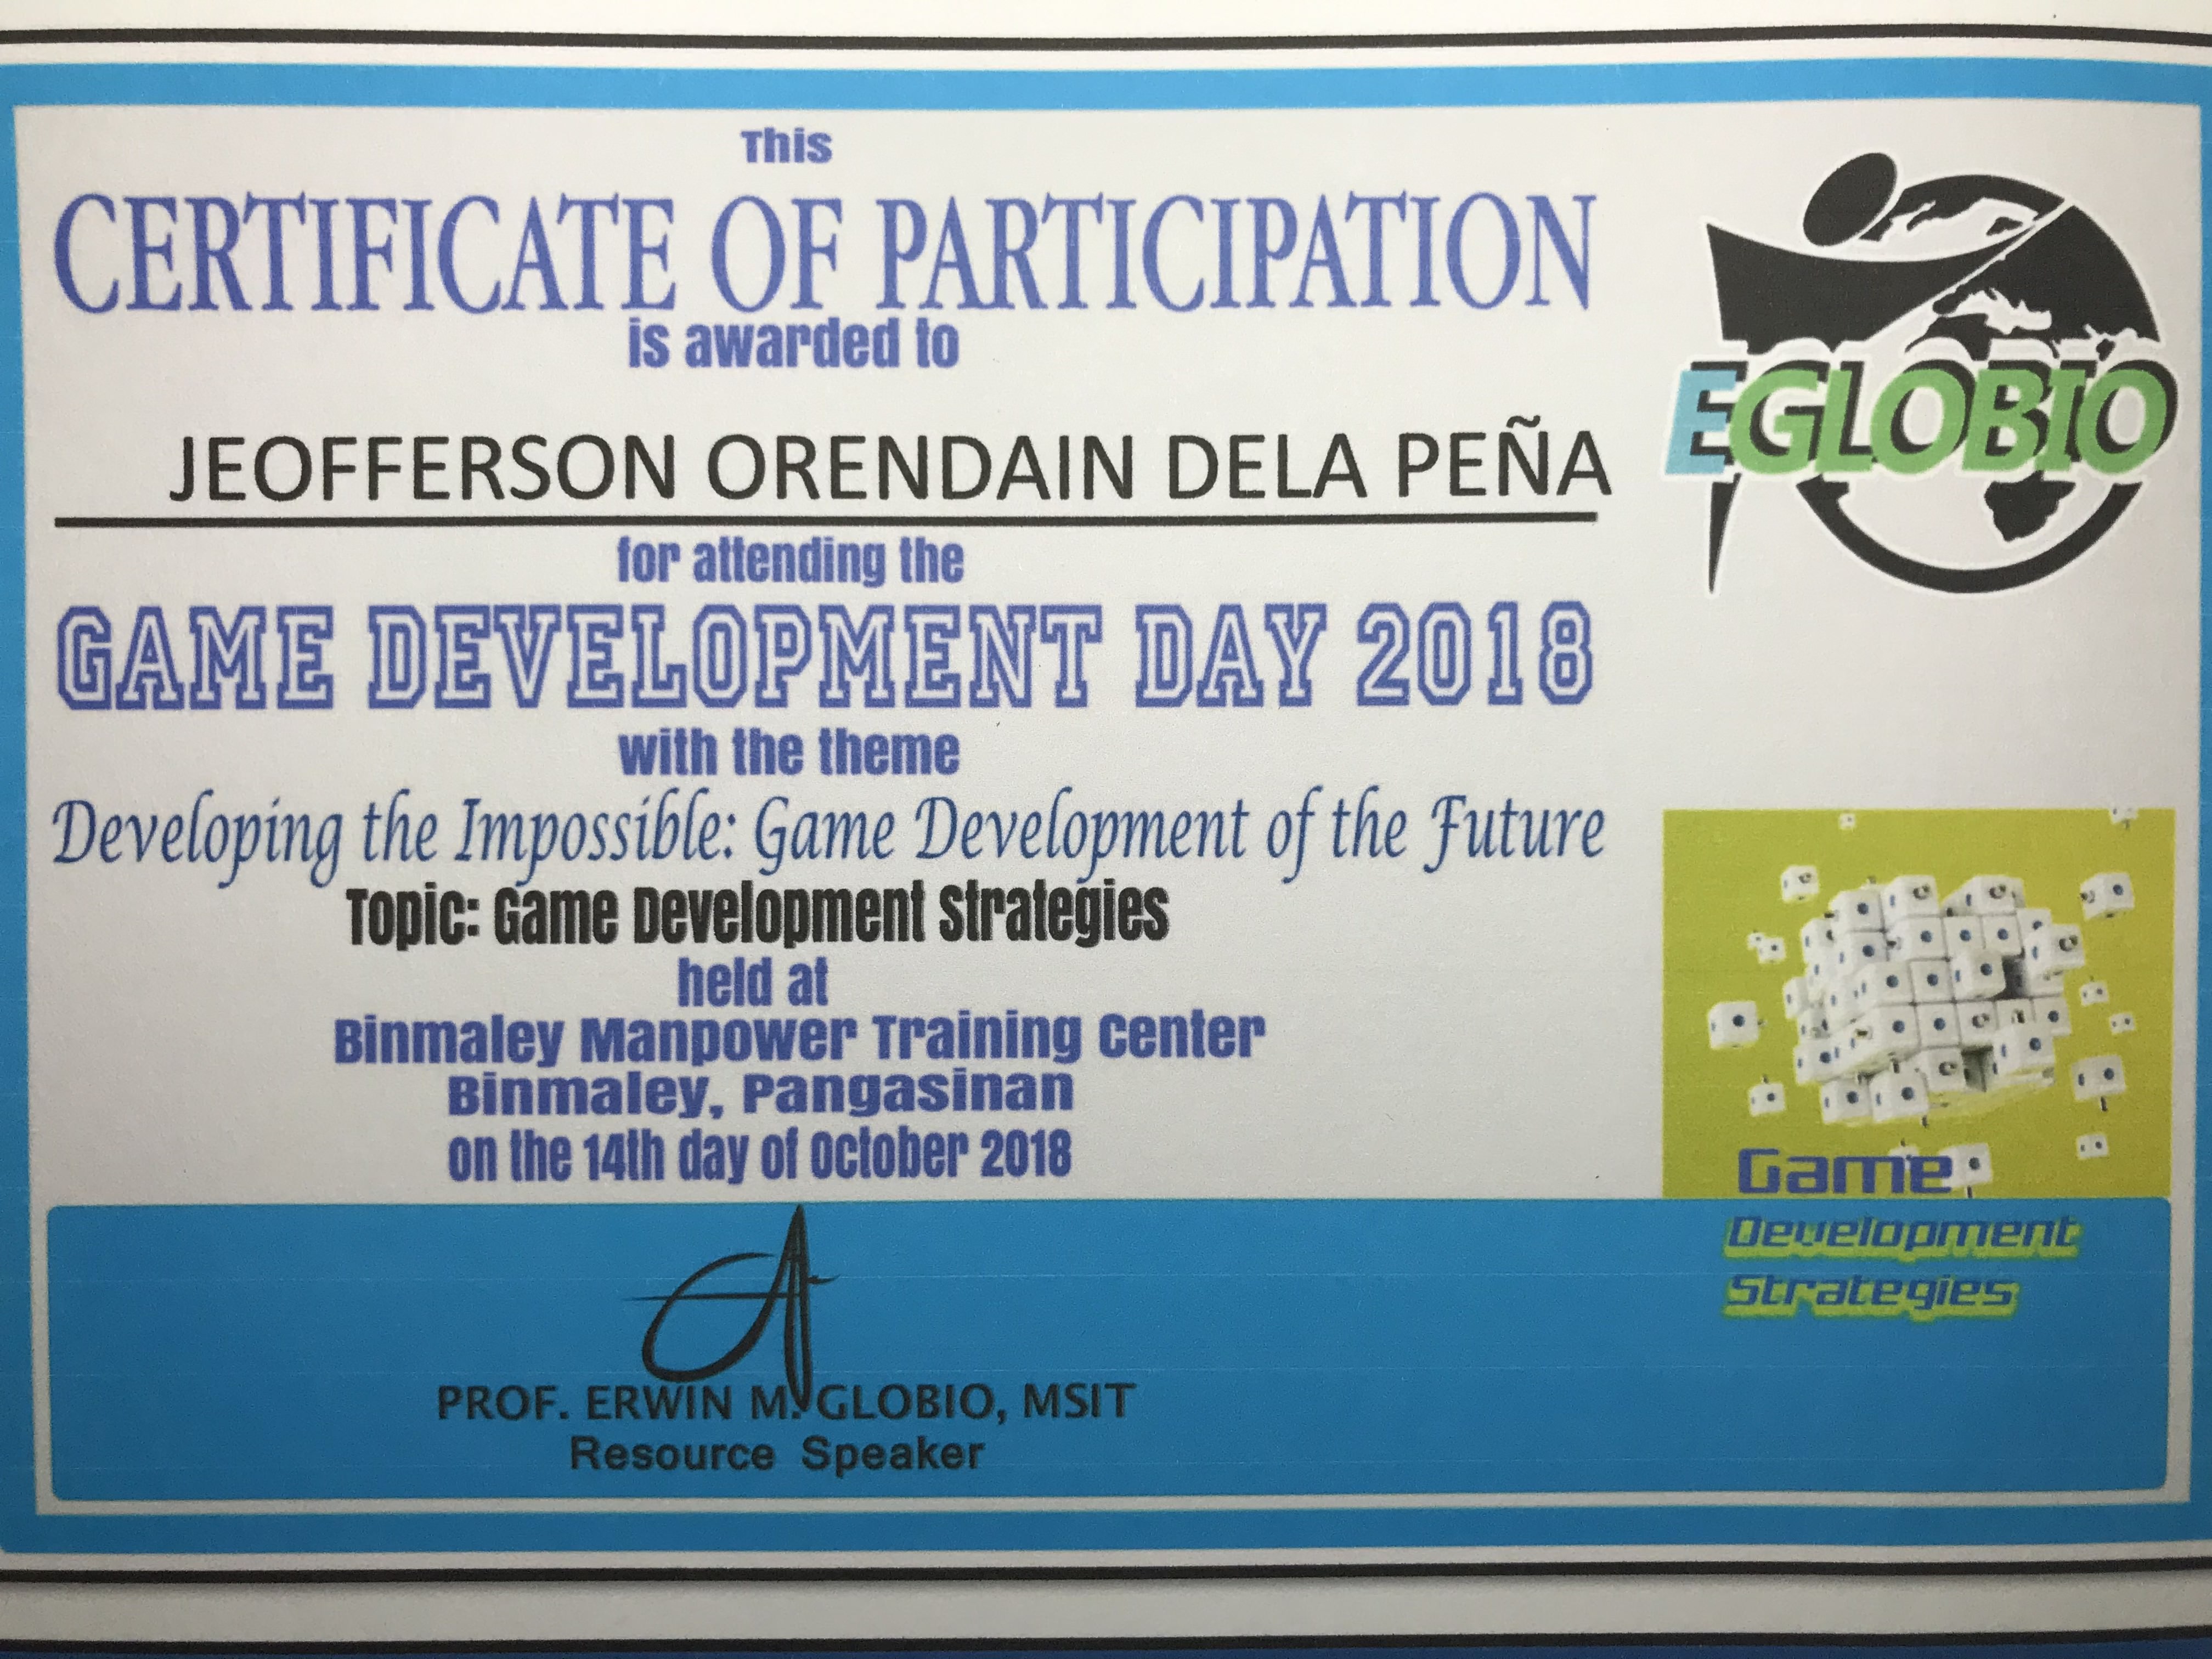 This
CERTIFICATE OF PARTICIPATION
is awarded to
JEOFFERSON ORENDAIN DELA PEÑA
for attending the
GAME DEVELOPMENT DAY 2018
with the theme
Developing the Impossible: Game Development of the Future
Topic: Game Development Strategies
held at
Binmaley Manpower Training Center
Binmaley, Pangasinan
on the 14th day of October 2018
PROF. ERWIN M. GLOBIO, MSIT
Resource Speaker
EGLOBIO
Game
Development
Strategies